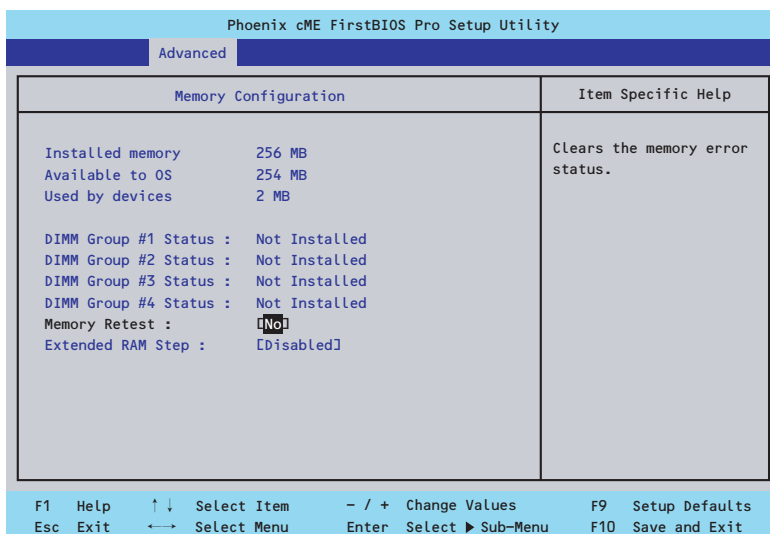 Phoenix cME FirstBIOS Pro Setup Utility
Advanced
Memory Configuration
Item Specific Help
Installed memory 256 MB
Available to OS 254 MB
Used by devices 2 MB
DIMM Group #1 Status : Not Installed
DIMM Group #2 Status : Not Installed
DIMM Group #3 Status : Not Installed
DIMM Group #4 Status : Not Installed
Memory Retest : [No]
Extended RAM Step : [Disabled]
Clears the memory error
status.
F1 Help ↑↓ Select Item - / + Change Values F9 Setup Defaults
Esc Exit ←→ Select Menu Enter Select ▶ Sub-Menu F10 Save and Exit